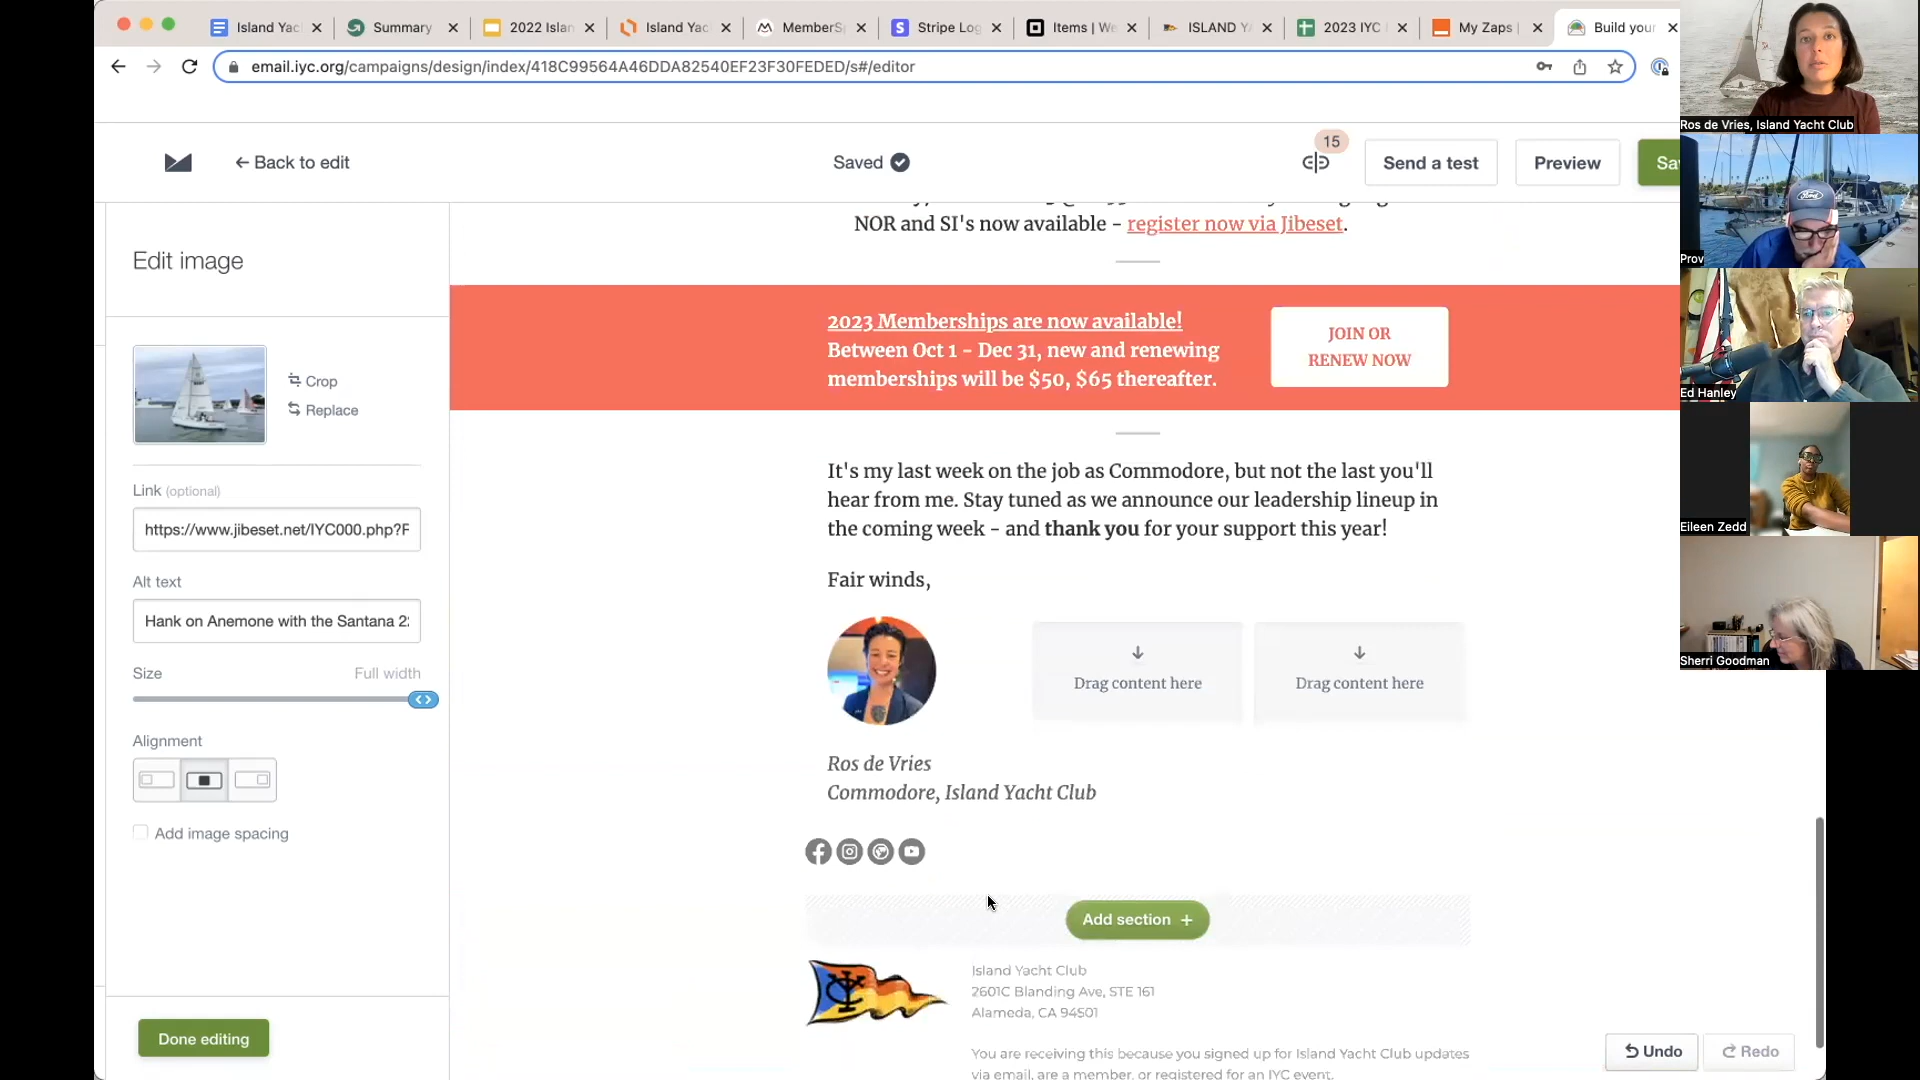 Island Yac
Summary
2022 Islan
Island Yac
MemberSp
Stripe Log
Items | We
ISLAND Y
2023 IYC
My Zaps |
Build your
email.iyc.org/campaigns/design/index/418C99564A46DDA82540EF23F30FEDED/s#/editor
Ros de Vries, Island Yacht Club
Back to edit
Saved
15
Send a test
Preview
Sa
Edit image
NOR and SI's now available - register now via Jibeset.
Prov
Crop
Replace
2023 Memberships are now available!
Between Oct 1 - Dec 31, new and renewing
memberships will be $50, $65 thereafter.
JOIN OR
RENEW NOW
Ed Hanley
Link (optional)
https://www.jibeset.net/IYC000.php?F
It's my last week on the job as Commodore, but not the last you'll
hear from me. Stay tuned as we announce our leadership lineup in
the coming week - and thank you for your support this year!
Eileen Zedd
Alt text
Hank on Anemone with the Santana 2
Fair winds,
Size
Full width
Drag content here
Drag content here
Sherri Goodman
Alignment
Ros de Vries
Commodore, Island Yacht Club
Add image spacing
Add section +
Island Yacht Club
2601C Blanding Ave, STE 161
Alameda, CA 94501
Done editing
You are receiving this because you signed up for Island Yacht Club updates
via email, are a member, or registered for an IYC event.
Undo
Redo